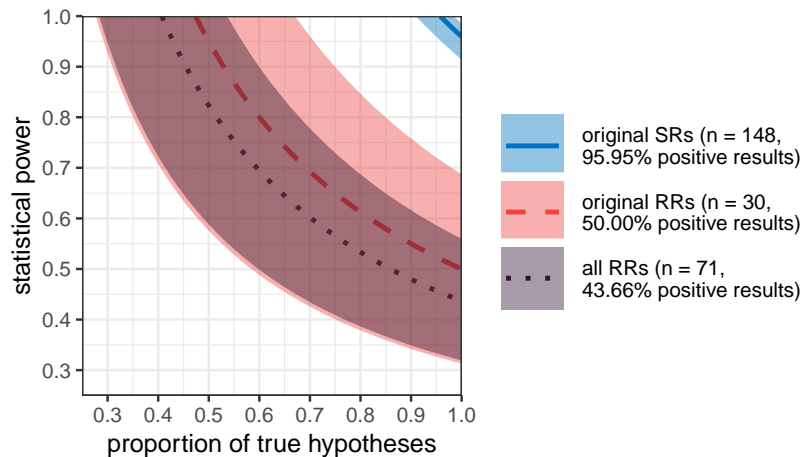 1.0
0.9
0.8
0.7
0.6
0.5
0.4
0.3
statistical power
0.3 0.4 0.5 0.6 0.7 0.8 0.9 1.0
proportion of true hypotheses
original SRs (n = 148,
95.95% positive results)
original RRs (n = 30,
50.00% positive results)
all RRs (n = 71,
43.66% positive results)